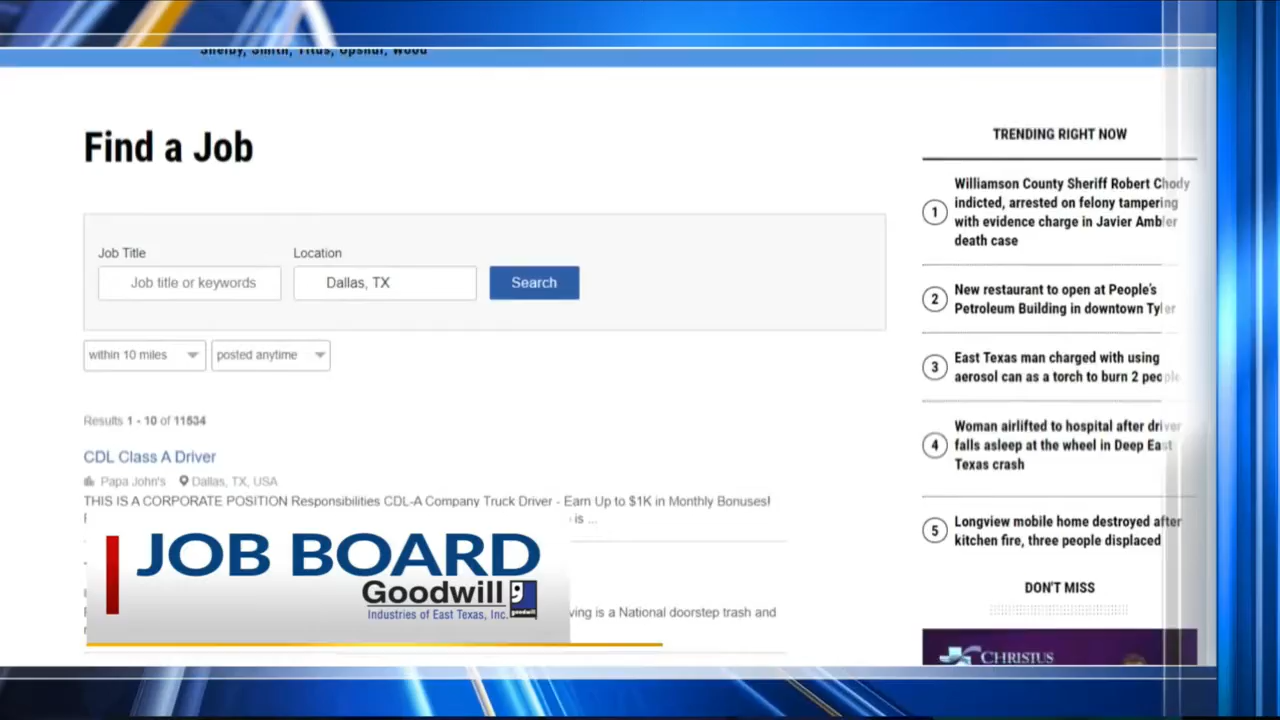 Shelby, Smith, Titus, Upshur, Wood
Find a Job
Job Title
Location
Job title or keywords
Dallas, TX
Search
within 10 miles
posted anytime
Results 1 - 10 of 11534
CDL Class A Driver
Papa John's
Dallas, TX, USA
THIS IS A CORPORATE POSITION Responsibilities CDL-A Company Truck Driver - Earn Up to $1K in Monthly Bonuses!
is ...
ving is a National doorstep trash and
JOB BOARD
Goodwill
Industries of East Texas, Inc.
goodwill
TRENDING RIGHT NOW
1
Williamson County Sheriff Robert Chody
indicted, arrested on felony tampering
with evidence charge in Javier Ambler
death case
2
New restaurant to open at People's
Petroleum Building in downtown Tyler
3
East Texas man charged with using
aerosol can as a torch to burn 2 people
4
Woman airlifted to hospital after driver
falls asleep at the wheel in Deep East
Texas crash
5
Longview mobile home destroyed after
kitchen fire, three people displaced
DON'T MISS
CHRISTUS